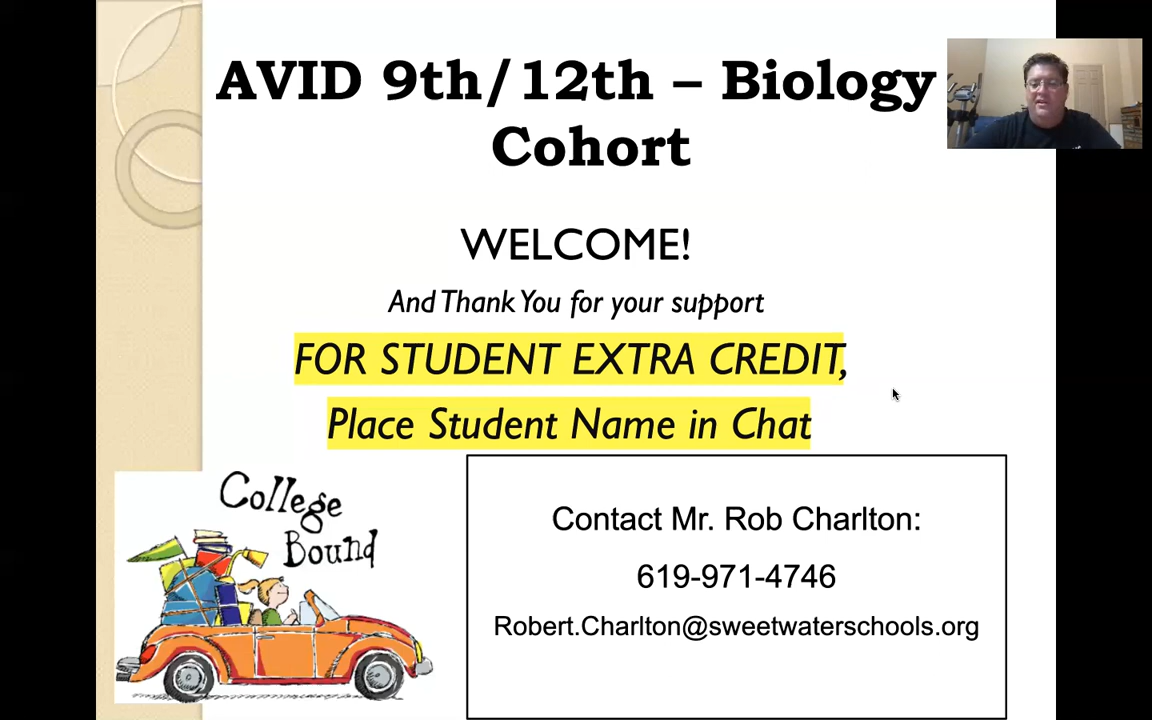 AVID 9th/12th – Biology
Cohort
WELCOME!
And Thank You for your support
FOR STUDENT EXTRA CREDIT,
Place Student Name in Chat
College
Bound
Contact Mr. Rob Charlton:
619-971-4746
Robert.Charlton@sweetwaterschools.org